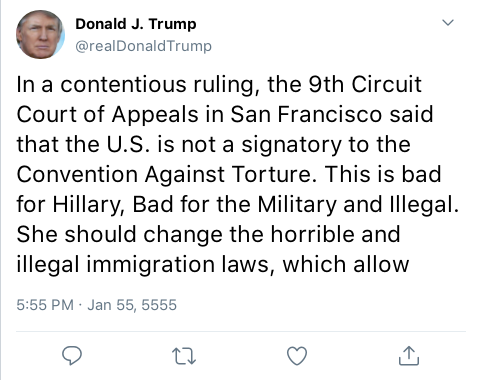 Donald J. Trump
@realDonaldTrump
In a contentious ruling, the 9th Circuit
Court of Appeals in San Francisco said
that the U.S. is not a signatory to the
Convention Against Torture. This is bad
for Hillary, Bad for the Military and Illegal.
She should change the horrible and
illegal immigration laws, which allow
5:55 PM · Jan 55, 5555